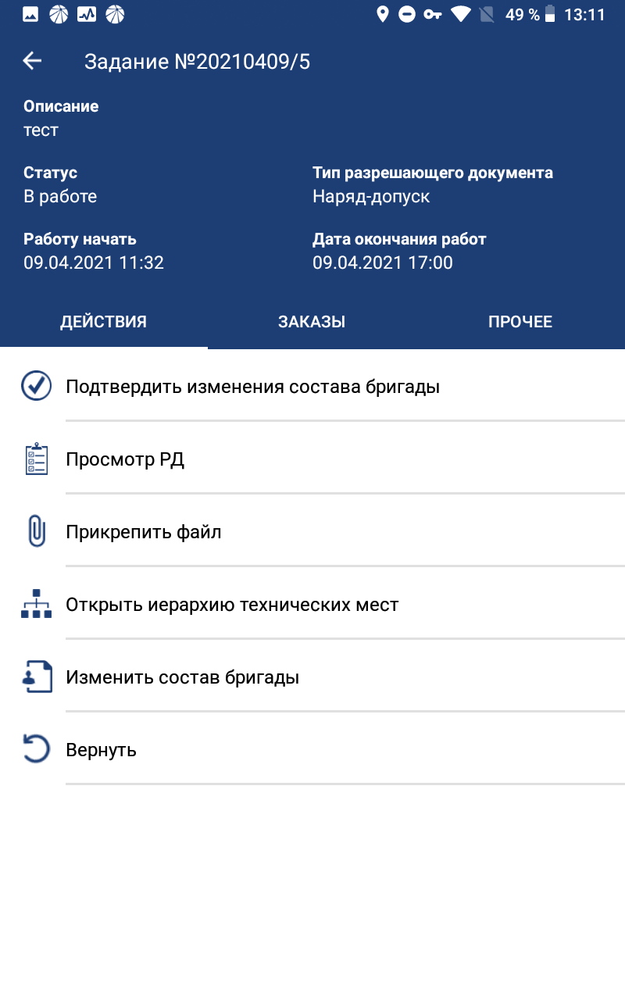 49 % 13:11
Задание №20210409/5
Описание
тест
Статус
Тип разрешающего документа
В работе
Наряд-допуск
Работу начать
Дата окончания работ
09.04.2021 11:32
09.04.2021 17:00
ДЕЙСТВИЯ
ЗАКАЗЫ
ПРОЧЕЕ
Подтвердить изменения состава бригады
Просмотр РД
Прикрепить файл
Открыть иерархию технических мест
Изменить состав бригады
Вернуть